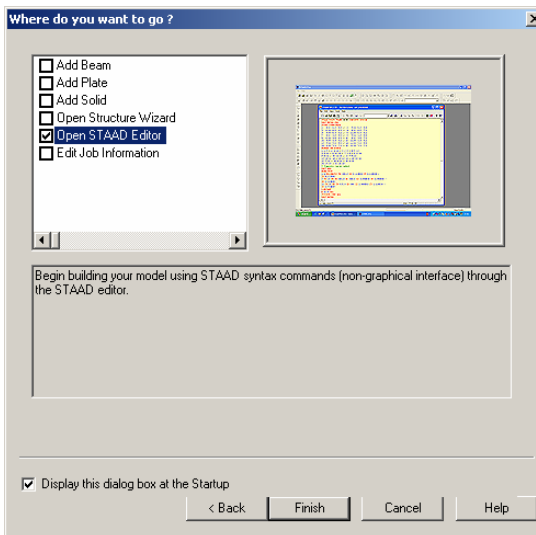 Where do you want to go ?
Add Beam
Add Plate
Add Solid
Open Structure Wizard
Open STAAD Editor
Edit Job Information
Begin building your model using STAAD syntax commands (non-graphical interface) through
the STAAD editor.
Display this dialog box at the Startup
< Back Finish Cancel Help